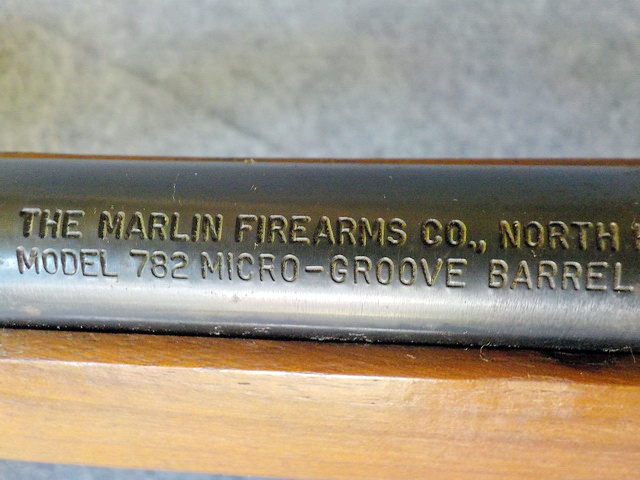 THE MARLIN FIREARMS CO., NORTH
MODEL 782 MICRO-GROOVE BARREL